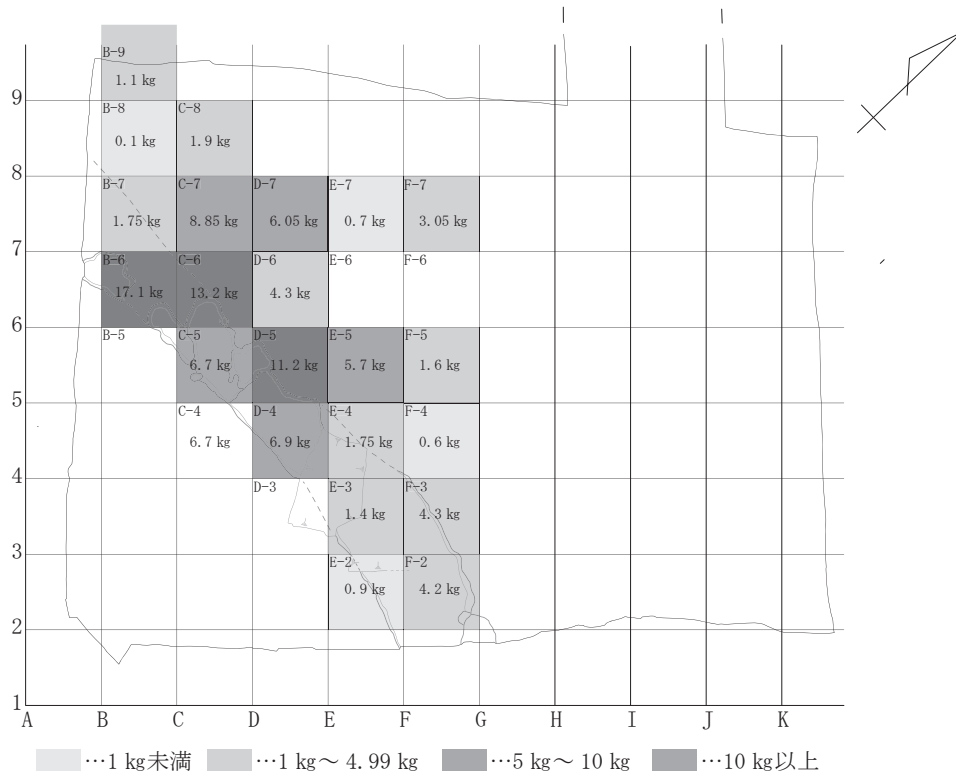 B-9
1.1 kg
9
B-8 C-8
0.1 kg 1.9 kg
8
B-7 C-7 D-7 E-7 F-7
1.75 kg 8.85 kg 6.05 kg 0.7 kg 3.05 kg
7
B-6 C-6 D-6 E-6 F-6
17.1 kg 13.2 kg 4.3 kg
6
B-5 C-5 D-5 E-5 F-5
6.7 kg 11.2 kg 5.7 kg 1.6 kg
5
C-4 D-4 E-4 F-4
6.7 kg 6.9 kg 1.75 kg 0.6 kg
4
D-3 E-3 F-3
1.4 kg 4.3 kg
3
E-2 F-2
0.9 kg 4.2 kg
2
1
A B C D E F G H I J K
…1 kg未満 …1 kg～ 4.99 kg …5 kg～ 10 kg …10 kg以上